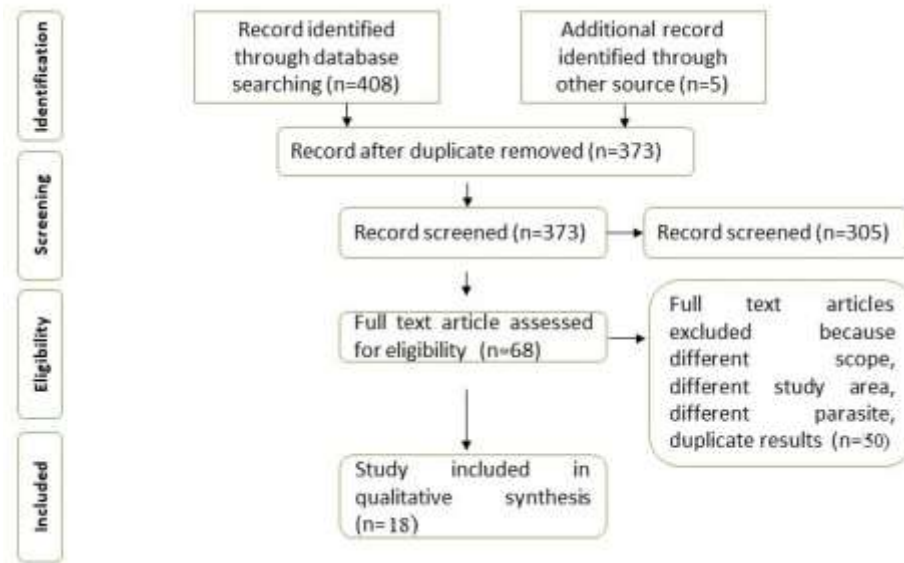 Identification
Record identified
through database
searching (n=408)
Additional record
identified through
other source (n=5)
Record after duplicate removed (n=373)
Screening
Record screened (n=373)
Record screened (n=305)
Eligibility
Full text article assessed
for eligibility (n=68)
Full text articles
excluded because
different scope,
different study area,
different parasite,
duplicate results (n=50)
Included
Study included in
qualitative synthesis
(n=18)